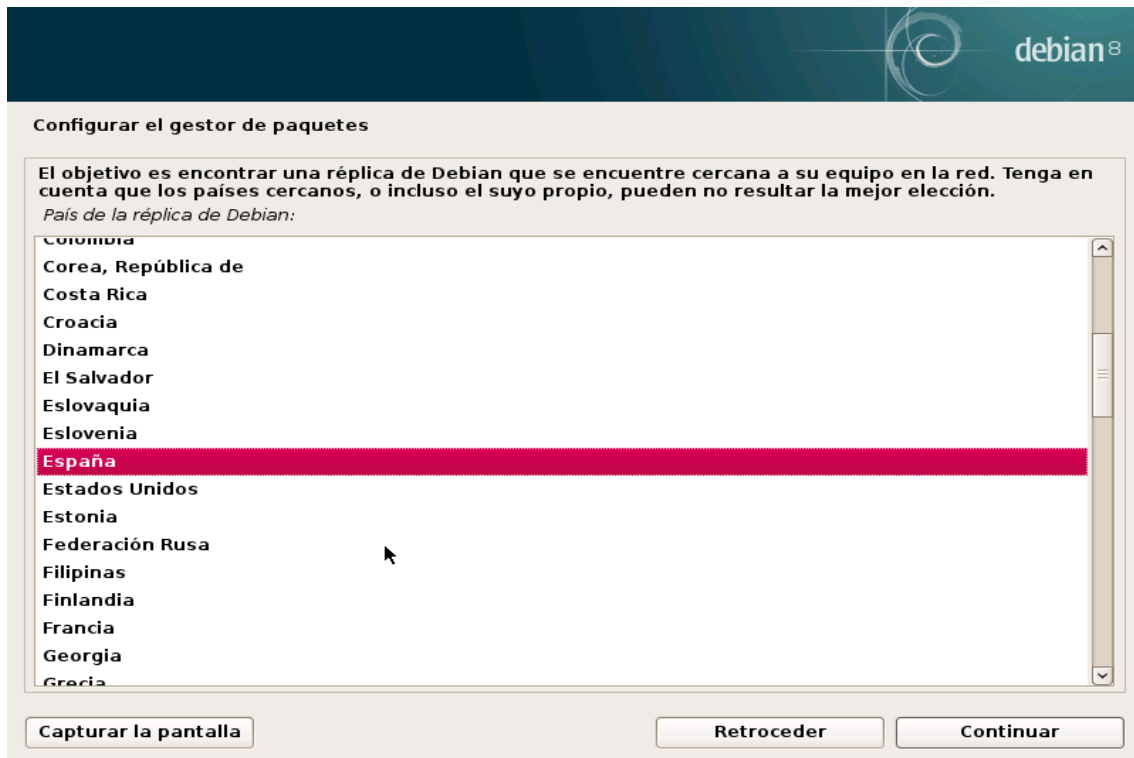 debian 8
Configurar el gestor de paquetes
El objetivo es encontrar una réplica de Debian que se encuentre cercana a su equipo en la red. Tenga en
cuenta que los países cercanos, o incluso el suyo propio, pueden no resultar la mejor elección.
País de la réplica de Debian:
Colombia
Corea, República de
Costa Rica
Croacia
Dinamarca
El Salvador
Eslovaquia
Eslovenia
España
Estados Unidos
Estonia
Federación Rusa
Filipinas
Finlandia
Francia
Georgia
Grecia
Capturar la pantalla
Retroceder
Continuar